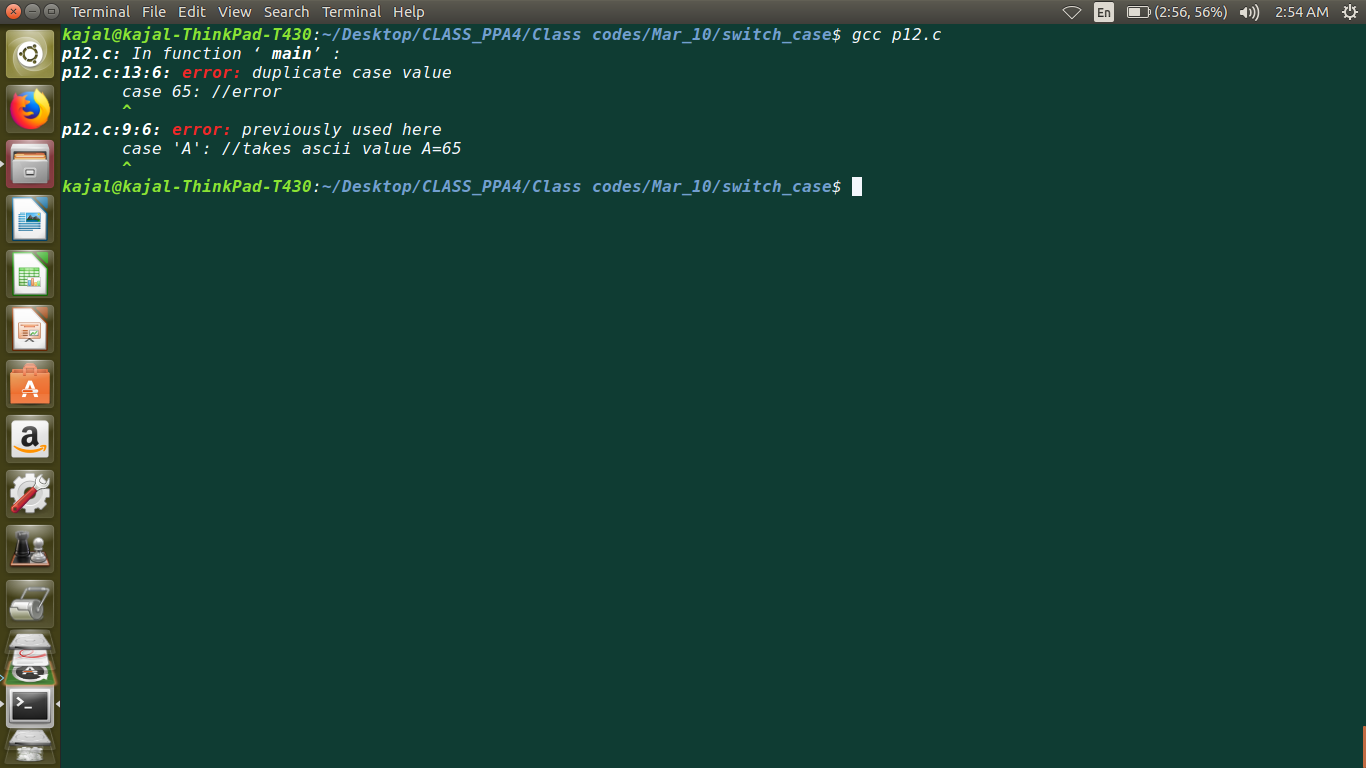 Terminal File Edit View Search Terminal Help En (2:56, 56%) 2:54 AM
kajal@kajal-ThinkPad-T430:~/Desktop/CLASS_PPA4/Class codes/Mar_10/switch_case$ gcc p12.c
p12.c: In function ‘ main’ :
p12.c:13:6: error: duplicate case value
case 65: //error
^
p12.c:9:6: error: previously used here
case 'A': //takes ascii value A=65
^
kajal@kajal-ThinkPad-T430:~/Desktop/CLASS_PPA4/Class codes/Mar_10/switch_case$